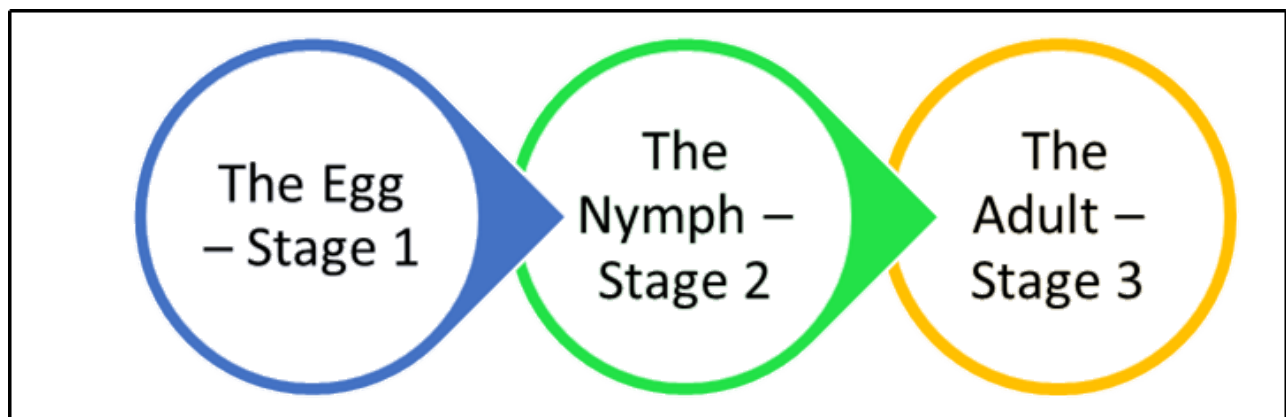 The Egg
– Stage 1
The
Nymph –
Stage 2
The
Adult –
Stage 3